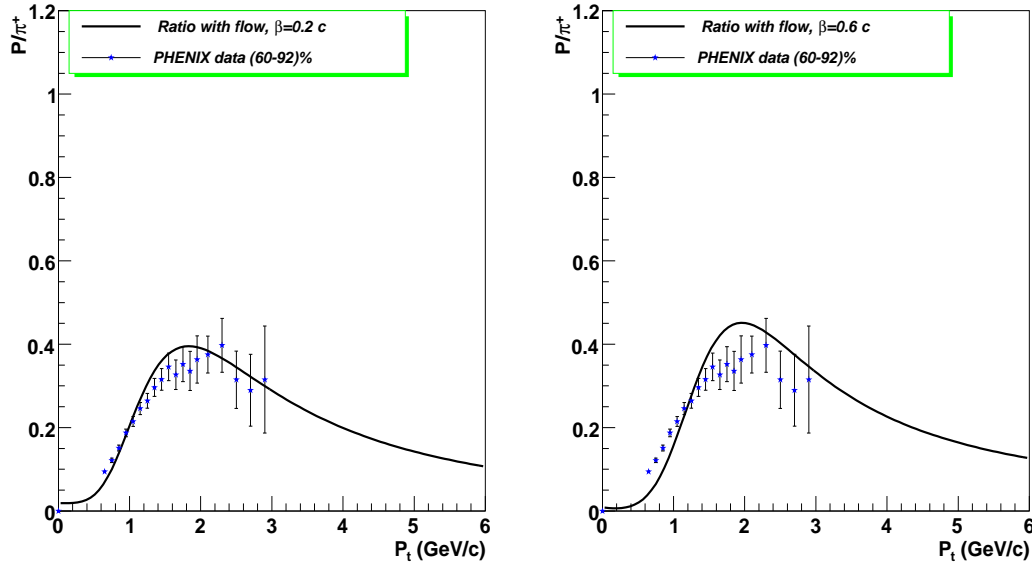 P/π⁺
1.2
1
0.8
0.6
0.4
0.2
0
Ratio with flow, β=0.2 c
PHENIX data (60-92)%
0 1 2 3 4 5 6
P_t (GeV/c)
P/π⁺
1.2
1
0.8
0.6
0.4
0.2
0
Ratio with flow, β=0.6 c
PHENIX data (60-92)%
0 1 2 3 4 5 6
P_t (GeV/c)